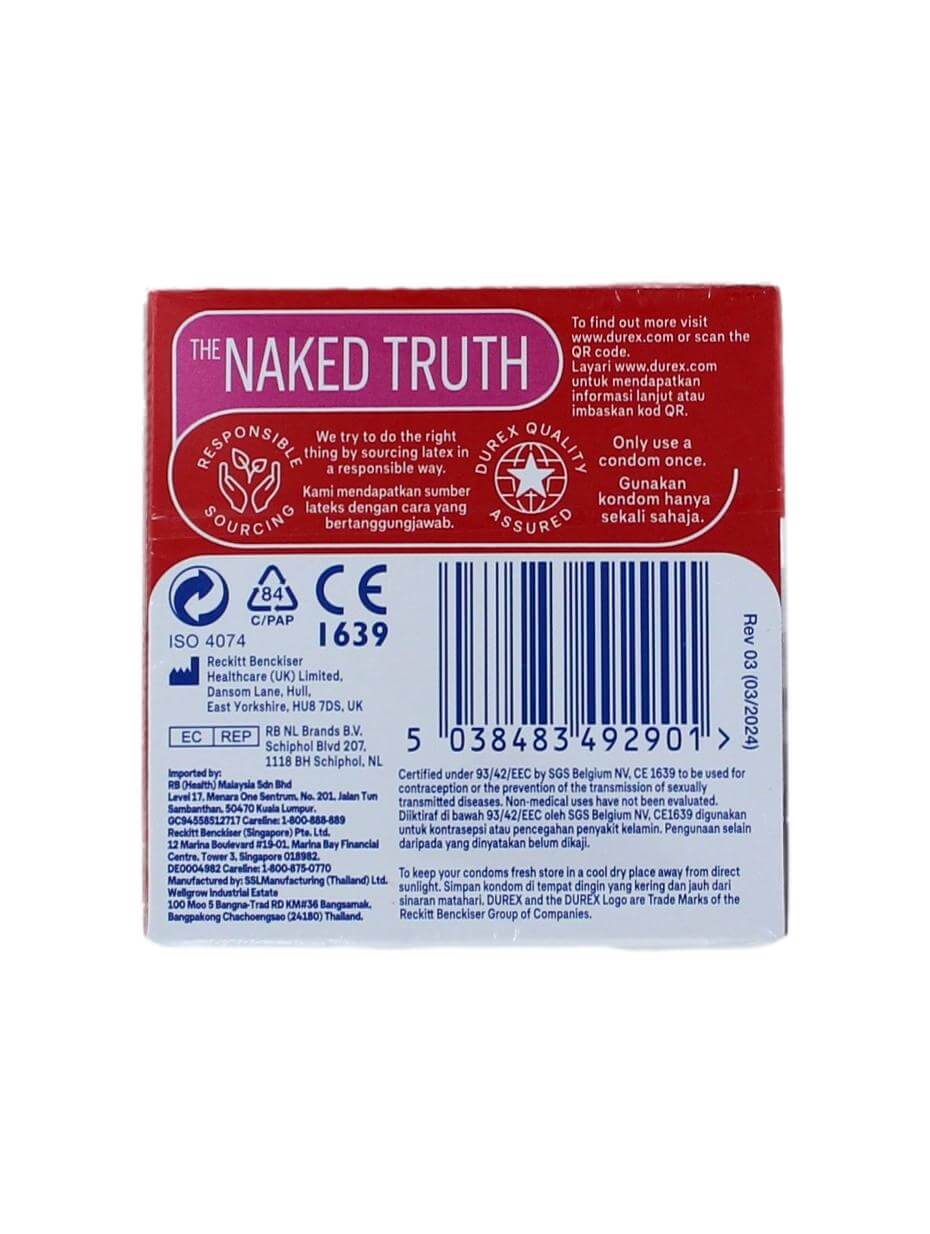 THE NAKED TRUTH
To find out more visit
www.durex.com or scan the
QR code.
Layari www.durex.com
untuk mendapatkan
informasi lanjut atau
imbaskan kod QR.
RESPONSIBLE
SOURCING
We try to do the right
thing by sourcing latex in
a responsible way.
Kami mendapatkan sumber
lateks dengan cara yang
bertanggungjawab.
DUREX QUALITY
ASSURED
Only use a
condom once.
Gunakan
kondom hanya
sekali sahaja.
84
C/PAP
CE
1639
ISO 4074
Reckitt Benckiser
Healthcare (UK) Limited,
Dansom Lane, Hull,
East Yorkshire, HU8 7DS, UK
EC REP
RB NL Brands B.V.
Schiphol Blvd 207,
1118 BH Schiphol, NL
Imported by:
RB (Health) Malaysia Sdn Bhd
Level 17, Menara One Sentrum, No. 201, Jalan Tun
Sambanthan, 50470 Kuala Lumpur.
GC94558512717 Careline: 1-800-888-889
Reckitt Benckiser (Singapore) Pte. Ltd.
12 Marina Boulevard #19-01, Marina Bay Financial
Centre, Tower 3, Singapore 018982.
DE0004982 Careline: 1-800-875-0770
Manufactured by: SSLManufacturing (Thailand) Ltd.
Wellgrow Industrial Estate
100 Moo 5 Bangna-Trad RD KM#36 Bangsamak,
Bangpakong Chachoengsao (24180) Thailand.
5 038483 492901 >
Rev 03 (03/2024)
Certified under 93/42/EEC by SGS Belgium NV, CE 1639 to be used for
contraception or the prevention of the transmission of sexually
transmitted diseases. Non-medical uses have not been evaluated.
Diiktiraf di bawah 93/42/EEC oleh SGS Belgium NV, CE1639 digunakan
untuk kontrasepsi atau pencegahan penyakit kelamin. Pengunaan selain
daripada yang dinyatakan belum dikaji.
To keep your condoms fresh store in a cool dry place away from direct
sunlight. Simpan kondom di tempat dingin yang kering dan jauh dari
sinaran matahari. DUREX and the DUREX Logo are Trade Marks of the
Reckitt Benckiser Group of Companies.